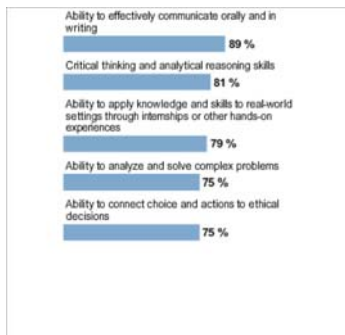 Ability to effectively communicate orally and in
writing
89 %
Critical thinking and analytical reasoning skills
81 %
Ability to apply knowledge and skills to real-world
settings through internships or other hands-on
experiences
79 %
Ability to analyze and solve complex problems
75 %
Ability to connect choice and actions to ethical
decisions
75 %